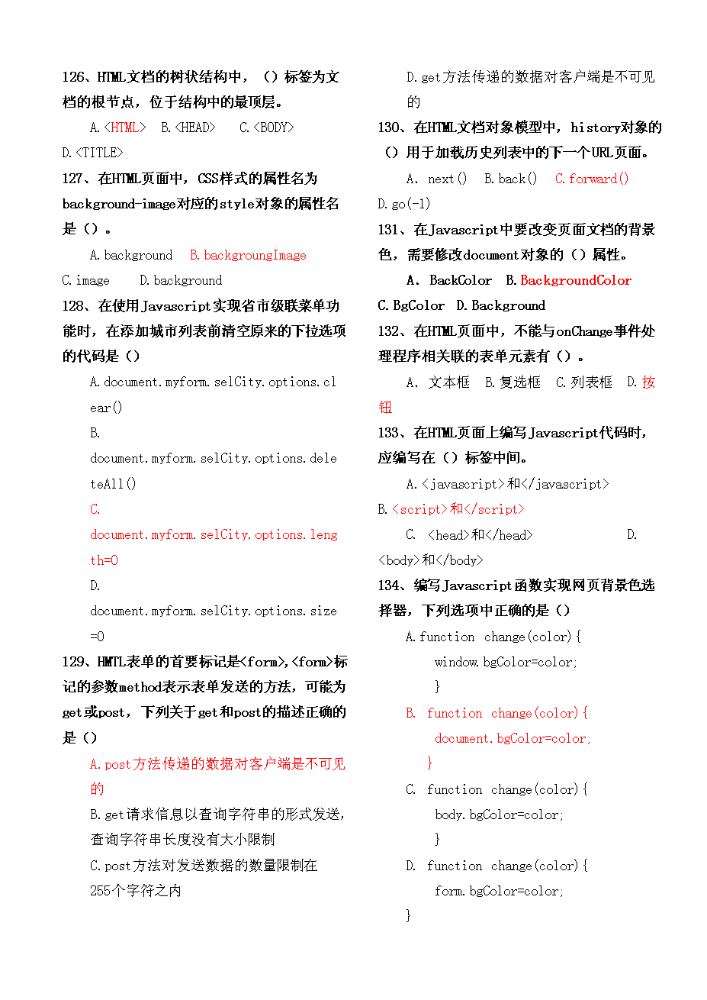 126、HTML文档的树状结构中，（）标签为文
档的根节点，位于结构中的最顶层。
A.<HTML>  B.<HEAD>   C.<BODY>
D.<TITLE>
127、在HTML页面中，CSS样式的属性名为
background-image对应的style对象的属性名
是（）。
A.background  B.backgroungImage
C.image    D.background
128、在使用Javascript实现省市级联菜单功
能时，在添加城市列表前清空原来的下拉选项
的代码是（）
A.document.myform.selCity.options.cl
ear()
B.
document.myform.selCity.options.dele
teAll()
C.
document.myform.selCity.options.leng
th=0
D.
document.myform.selCity.options.size
=0
129、HMTL表单的首要标记是<form>,<form>标
记的参数method表示表单发送的方法，可能为
get或post，下列关于get和post的描述正确的
是（）
A.post方法传递的数据对客户端是不可见
的
B.get请求信息以查询字符串的形式发送，
查询字符串长度没有大小限制
C.post方法对发送数据的数量限制在
255个字符之内
D.get方法传递的数据对客户端是不可见
的
130、在HTML文档对象模型中，history对象的
（）用于加载历史列表中的下一个URL页面。
A. next()  B.back()  C.forward()
D.go(-1)
131、在Javascript中要改变页面文档的背景
色，需要修改document对象的（）属性。
A. BackColor  B.BackgroundColor
C.BgColor  D.Background
132、在HTML页面中，不能与onChange事件处
理程序相关联的表单元素有（）。
A. 文本框  B.复选框  C.列表框  D.按
钮
133、在HTML页面上编写Javascript代码时，
应编写在（）标签中间。
A.<javascript>和</javascript>
B.<script>和</script>
C. <head>和</head>             D.
<body>和</body>
134、编写Javascript函数实现网页背景色选
择器，下列选项中正确的是（）
A.function change(color){
window.bgColor=color;
}
B. function change(color){
document.bgColor=color;
}
C. function change(color){
body.bgColor=color;
}
D. function change(color){
form.bgColor=color;
}